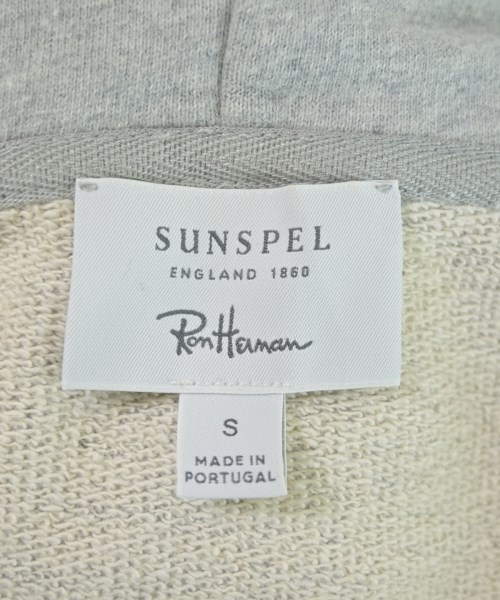 SUNSPEL
ENGLAND 1860
Ron Herman
S
MADE IN
PORTUGAL